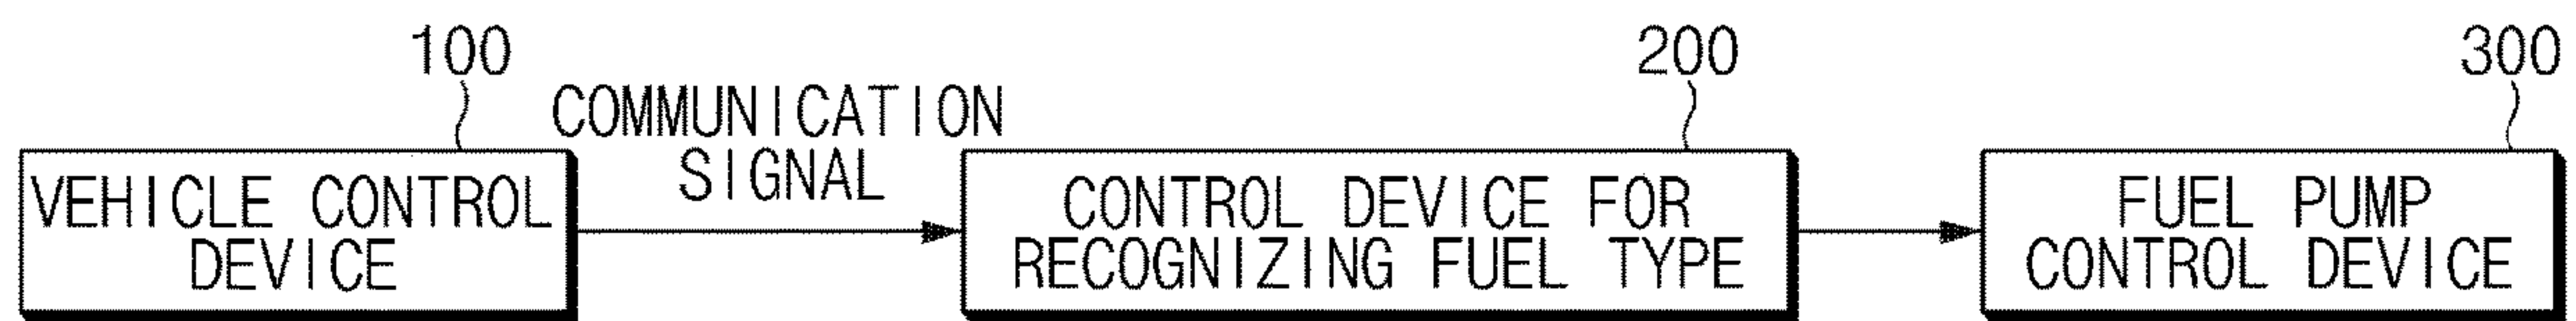 100
200
300
COMMUNICATION
SIGNAL
VEHICLE CONTROL
DEVICE
CONTROL DEVICE FOR
RECOGNIZING FUEL TYPE
FUEL PUMP
CONTROL DEVICE